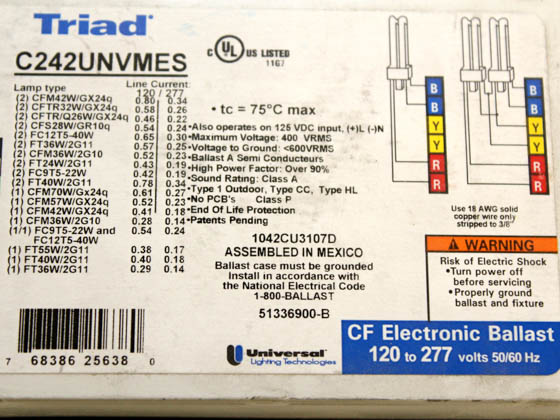 Triad®
C242UNVMES
C UL US LISTED
1167
Lamp type
Line Current:
120 / 277
(2) CFM42W/GX24q 0.80 0.34
(2) CFTR32W/GX24q 0.58 0.26
(2) CFTR/Q26W/GX24q 0.46 0.22
(2) CFS28W/GR10q 0.54 0.24
(2) FC12T5-40W 0.65 0.30
(2) FT36W/2G11 0.57 0.25
(2) CFM36W/2G10 0.52 0.23
(2) FT24W/2G11 0.43 0.19
(2) FC9T5-22W 0.42 0.19
(2) FT40W/2G11 0.78 0.34
(1) CFM70W/GX24q 0.61 0.27
(1) CFM57W/GX24q 0.52 0.23
(1) CFM42W/GX24q 0.41 0.18
(1) CFM36W/2G10 0.28 0.14
(1/1) FC9T5-22W and 0.54 0.24
FC12T5-40W
(1) FT55W/2G11 0.38 0.17
(1) FT40W/2G11 0.40 0.18
(1) FT36W/2G11 0.29 0.14
• tc = 75°C max
•Also operates on 125 VDC input, (+)L (-)N
•Maximum Voltage: 400 VRMS
•Voltage to Ground: <600VRMS
•Ballast A Semi Conducteurs
•High Power Factor: Over 90%
•Sound Rating: Class A
•Type 1 Outdoor, Type CC, Type HL
•No PCB's Class P
•End Of Life Protection
•Patents Pending
1042CU3107D
ASSEMBLED IN MEXICO
Ballast case must be grounded
Install in accordance with
the National Electrical Code
1-800-BALLAST
51336900-B
B
B
Y
Y
R
R
B
B
Y
Y
R
R
Use 18 AWG solid
copper wire only
stripped to 3/8"
WARNING
Risk of Electric Shock
•Turn power off
before servicing
•Properly ground
ballast and fixture
CF Electronic Ballast
120 to 277 volts 50/60 Hz
7 68386 25638 0
Universal
Lighting Technologies